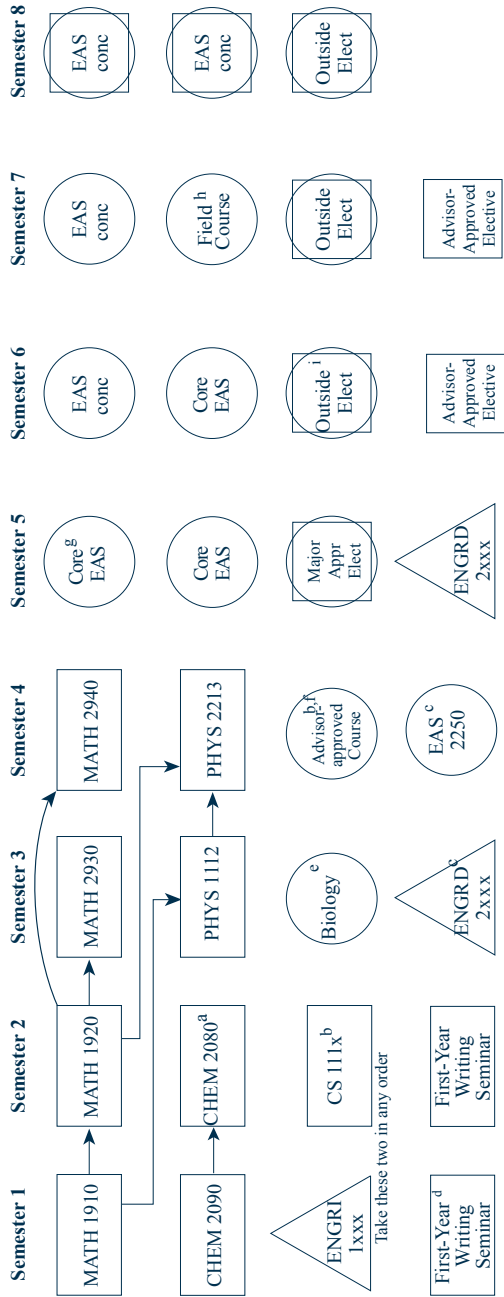 Semester 1
MATH 1910
CHEM 2090
ENGRI
1xxx
Take these two in any order
First-Year d
Writing
Seminar
Semester 2
MATH 1920
CHEM 2080a
CS 111x b
First-Year
Writing
Seminar
Semester 3
MATH 2930
PHYS 1112
Biology e
ENGRD c
2xxx
Semester 4
MATH 2940
PHYS 2213
Advisor- b,f
approved
Course
EAS c
2250
Semester 5
Core g
EAS
Core
EAS
Major
Appr
Elect
ENGRD
2xxx
Semester 6
EAS
conc
Core
EAS
Outside i
Elect
Advisor-
Approved
Elective
Semester 7
EAS
conc
Field h
Course
Outside
Elect
Advisor-
Approved
Elective
Semester 8
EAS
conc
EAS
conc
Outside
Elect